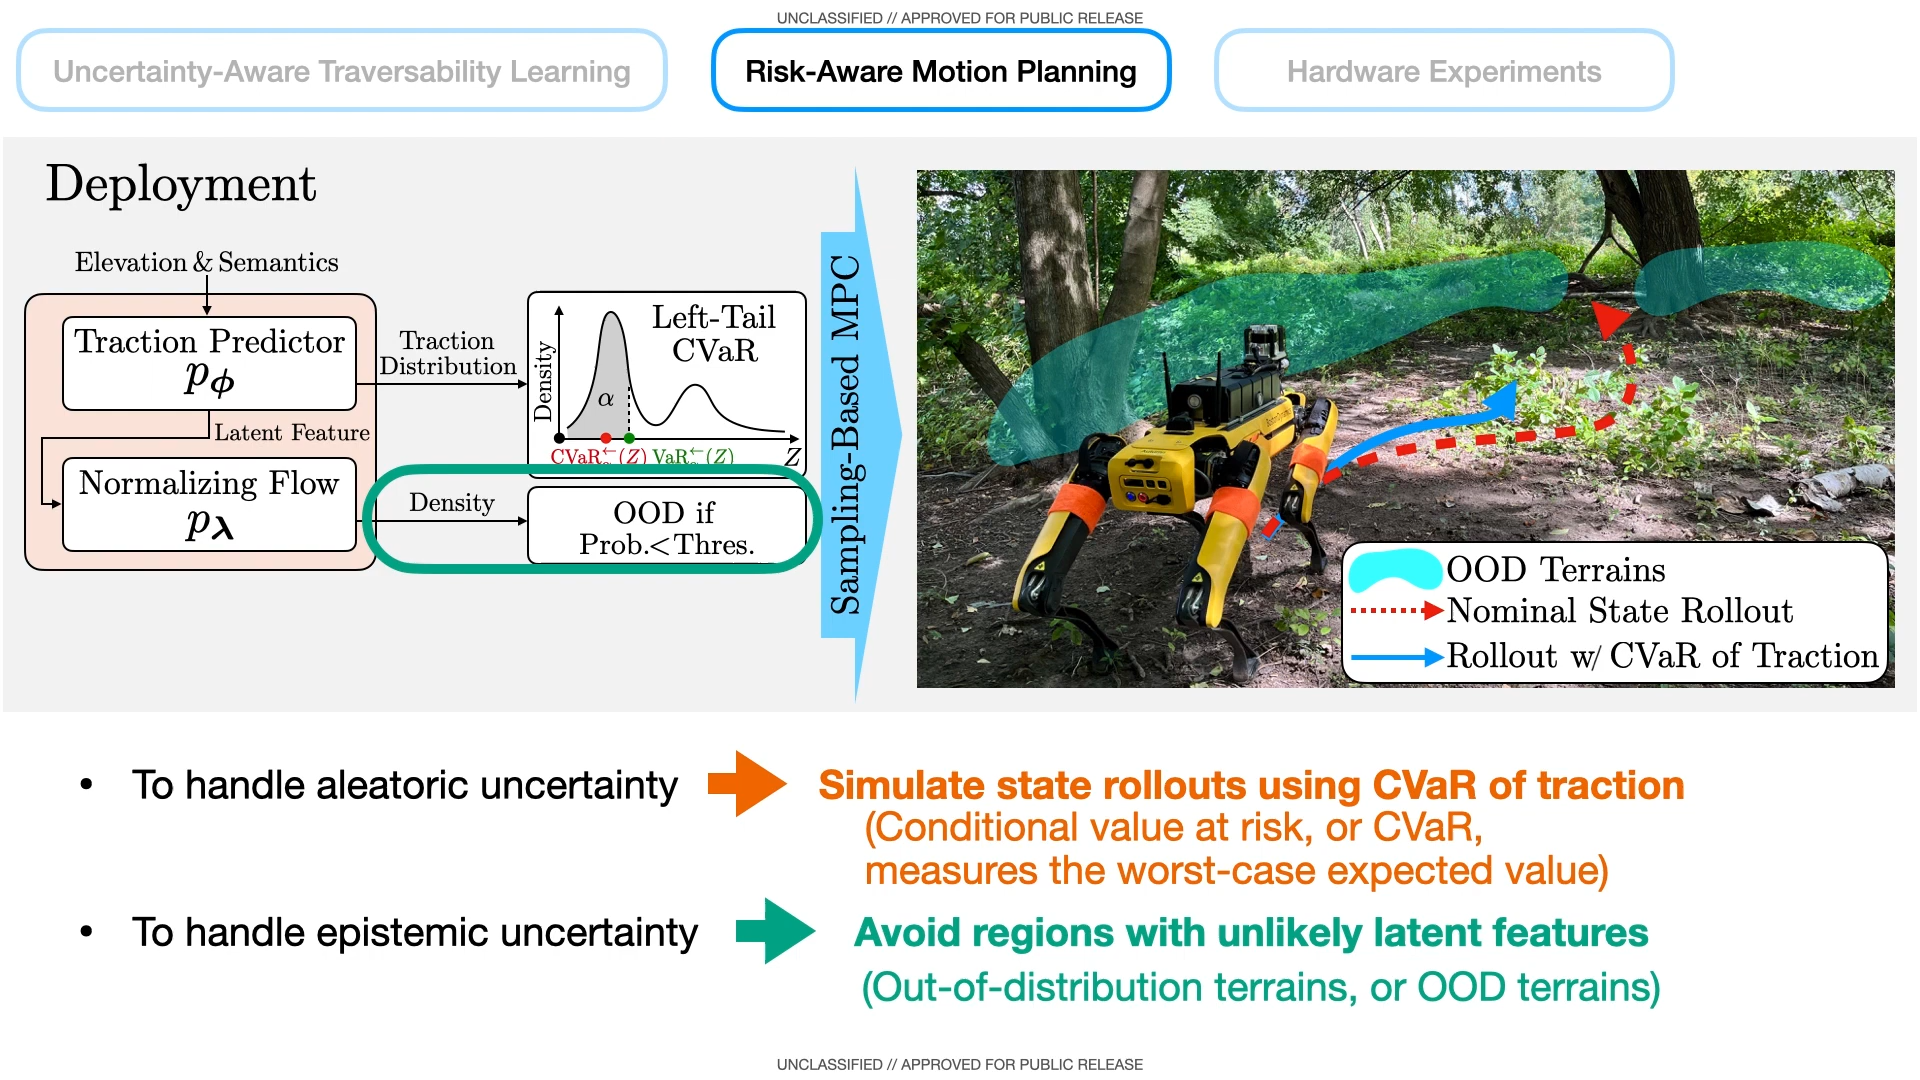 UNCLASSIFIED // APPROVED FOR PUBLIC RELEASE
Uncertainty-Aware Traversability Learning
Risk-Aware Motion Planning
Hardware Experiments
Deployment
Elevation & Semantics
Traction Predictor
pϕ
Latent Feature
Normalizing Flow
pλ
Traction
Distribution
Density
Left-Tail
CVaR
Density
α
CVaRα←(Z) VaRα←(Z)
Z
OOD if
Prob.<Thres.
Sampling-Based MPC
OOD Terrains
Nominal State Rollout
Rollout w/ CVaR of Traction
• To handle aleatoric uncertainty
Simulate state rollouts using CVaR of traction
(Conditional value at risk, or CVaR,
measures the worst-case expected value)
• To handle epistemic uncertainty
Avoid regions with unlikely latent features
(Out-of-distribution terrains, or OOD terrains)
UNCLASSIFIED // APPROVED FOR PUBLIC RELEASE